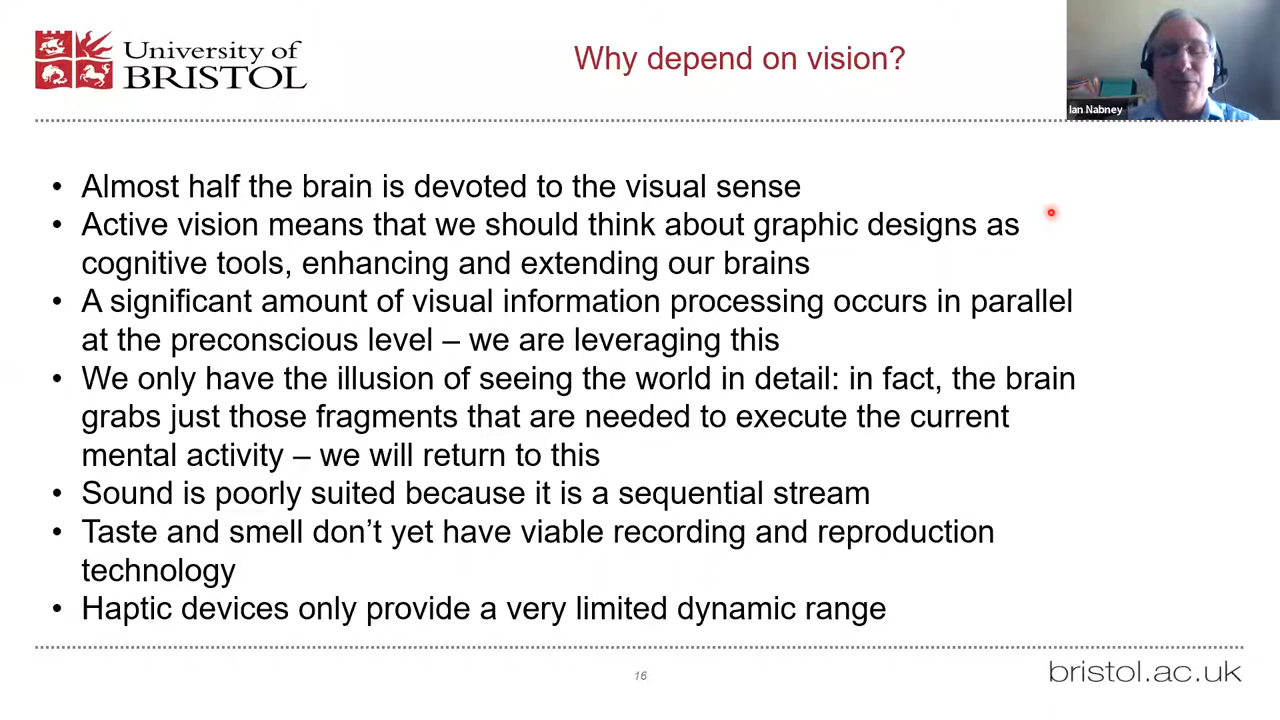 University of
BRISTOL
Why depend on vision?
Ian Nabney
• Almost half the brain is devoted to the visual sense
• Active vision means that we should think about graphic designs as
cognitive tools, enhancing and extending our brains
• A significant amount of visual information processing occurs in parallel
at the preconscious level – we are leveraging this
• We only have the illusion of seeing the world in detail: in fact, the brain
grabs just those fragments that are needed to execute the current
mental activity – we will return to this
• Sound is poorly suited because it is a sequential stream
• Taste and smell don’t yet have viable recording and reproduction
technology
• Haptic devices only provide a very limited dynamic range
16
bristol.ac.uk